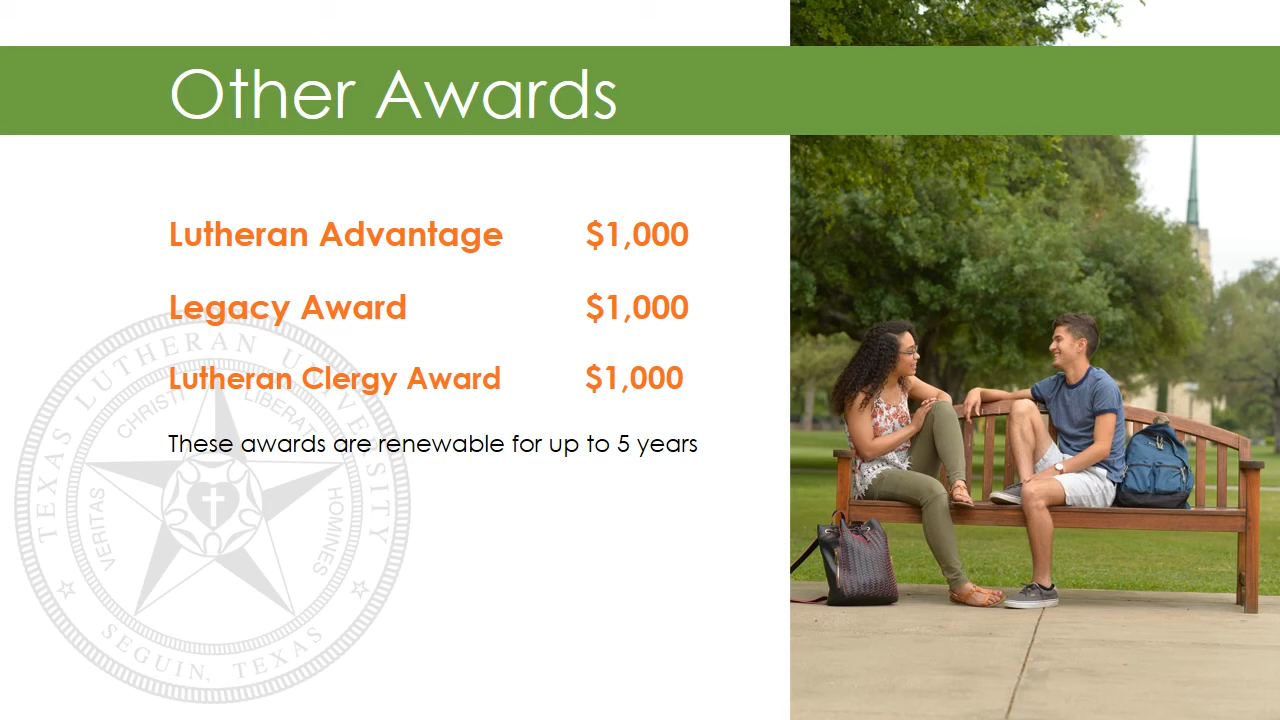 Other Awards
Lutheran Advantage $1,000
Legacy Award $1,000
Lutheran Clergy Award $1,000
These awards are renewable for up to 5 years
TEXAS LUTHERAN UNIVERSITY
SEGUIN, TEXAS
CHRISTI LIBERAT
VERITAS HOMINES